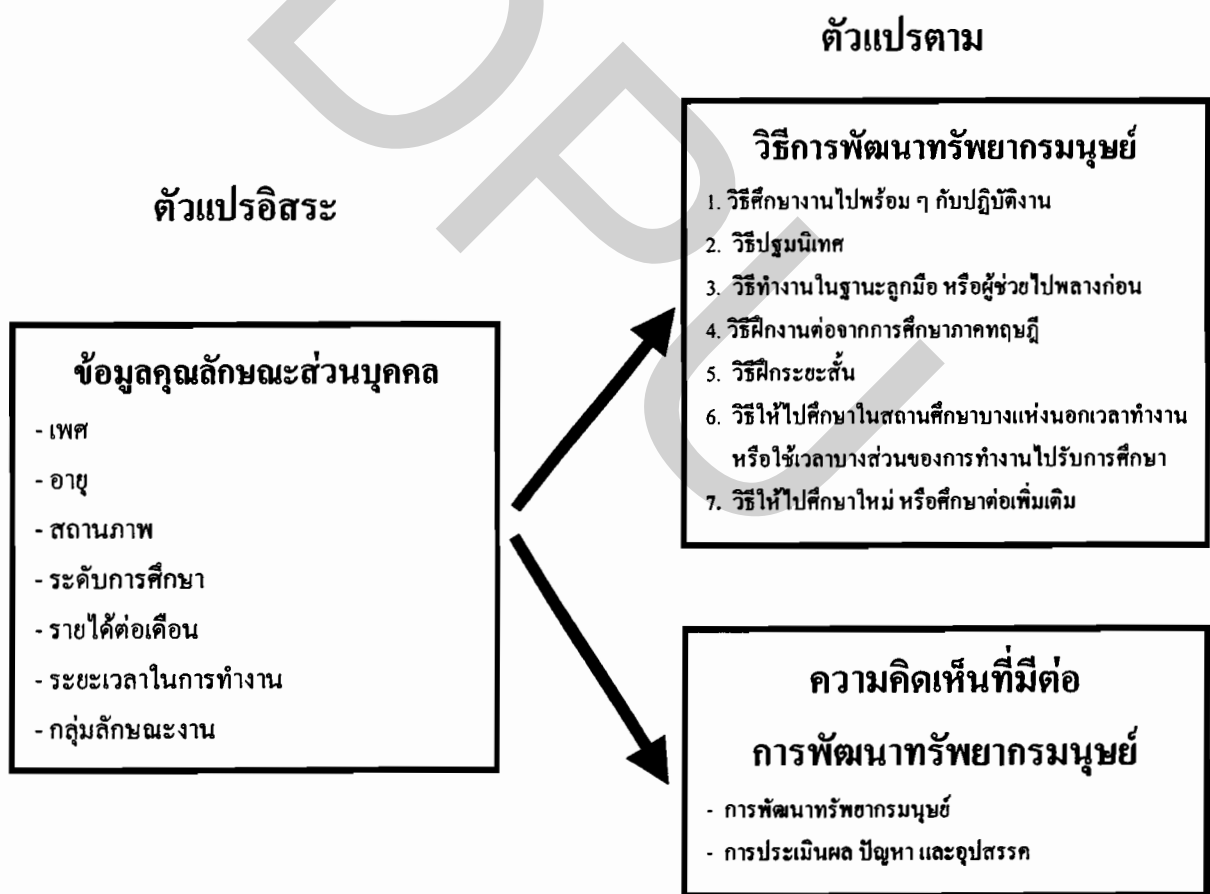 ตัวแปรตาม
วิธีการพัฒนาทรัพยากรมนุษย์
1. วิธีศึกษางานไปพร้อม ๆ กับปฏิบัติงาน
2. วิธีปฐมนิเทศ
3. วิธีทำงานในฐานะลูกมือ หรือผู้ช่วยไปพลางก่อน
4. วิธีฝึกงานต่อจากการศึกษาภาคทฤษฎี
5. วิธีฝึกระยะสั้น
6. วิธีให้ไปศึกษาในสถานศึกษาบางแห่งนอกเวลาทำงาน
หรือใช้เวลาบางส่วนของการทำงานไปรับการศึกษา
7. วิธีให้ไปศึกษาใหม่ หรือศึกษาต่อเพิ่มเติม
ตัวแปรอิสระ
ข้อมูลคุณลักษณะส่วนบุคคล
- เพศ
- อายุ
- สถานภาพ
- ระดับการศึกษา
- รายได้ต่อเดือน
- ระยะเวลาในการทำงาน
- กลุ่มลักษณะงาน
ความคิดเห็นที่มีต่อ
การพัฒนาทรัพยากรมนุษย์
- การพัฒนาทรัพยากรมนุษย์
- การประเมินผล ปัญหา และอุปสรรค
DPU